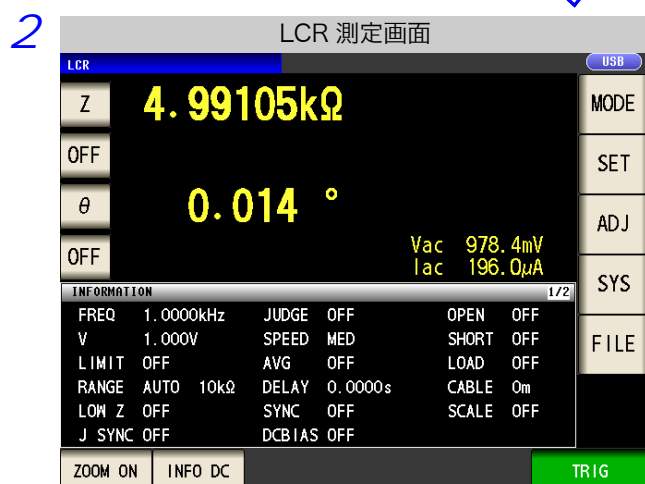 2
LCR 測定画面
LCR
USB
Z 4.99105kΩ
MODE
OFF
SET
θ 0.014 °
ADJ
OFF
Vac 978.4mV
Iac 196.0μA
SYS
INFORMATION 1/2
FREQ 1.0000kHz JUDGE OFF OPEN OFF
V 1.000V SPEED MED SHORT OFF
FILE
LIMIT OFF AVG OFF LOAD OFF
RANGE AUTO 10kΩ DELAY 0.0000s CABLE 0m
LOW Z OFF SYNC OFF SCALE OFF
J SYNC OFF DCBIAS OFF
ZOOM ON INFO DC TRIG